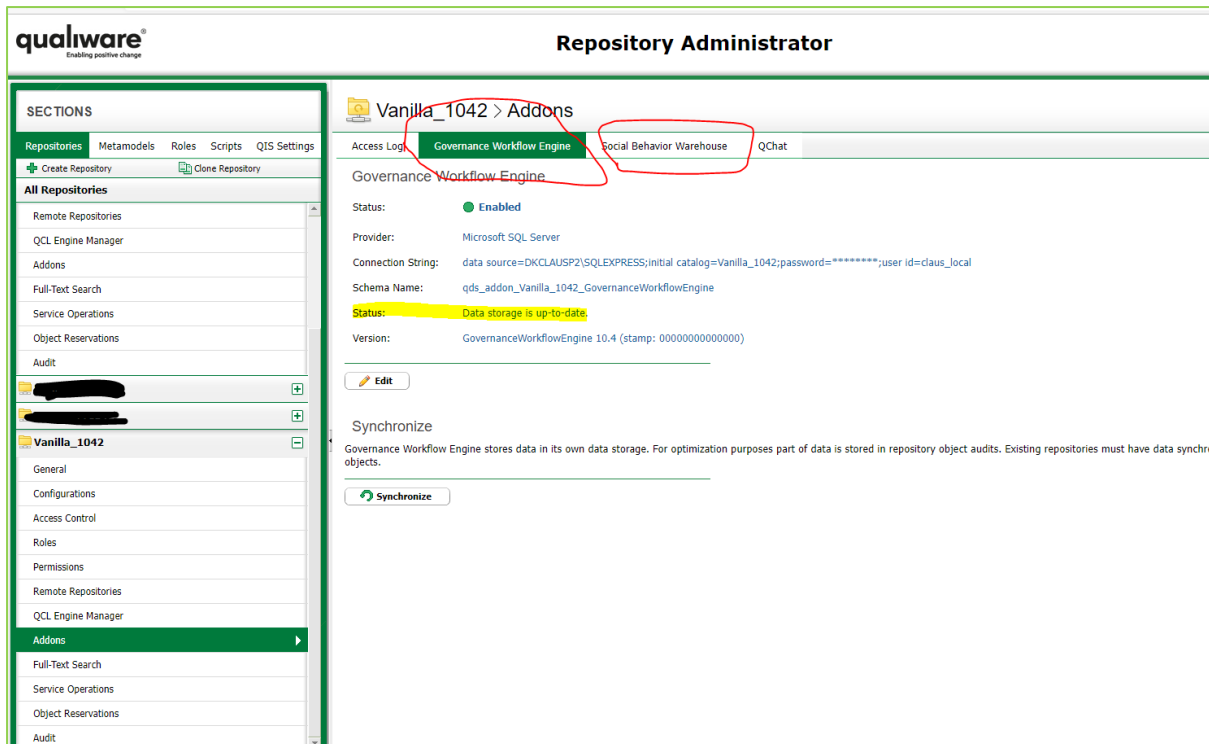 qualiware®
Enabling positive change
Repository Administrator
SECTIONS
Repositories Metamodels Roles Scripts QIS Settings
Create Repository Clone Repository
All Repositories
Remote Repositories
QCL Engine Manager
Addons
Full-Text Search
Service Operations
Object Reservations
Audit
Vanilla_1042
General
Configurations
Access Control
Roles
Permissions
Remote Repositories
QCL Engine Manager
Addons
Full-Text Search
Service Operations
Object Reservations
Audit
Vanilla_1042 > Addons
Access Log Governance Workflow Engine Social Behavior Warehouse QChat
Governance Workflow Engine
Status: Enabled
Provider: Microsoft SQL Server
Connection String: data source=DKCLAUSP2\SQLEXPRESS;initial catalog=Vanilla_1042;password=********;user id=claus_local
Schema Name: qds_addon_Vanilla_1042_GovernanceWorkflowEngine
Status: Data storage is up-to-date.
Version: GovernanceWorkflowEngine 10.4 (stamp: 00000000000000)
Edit
Synchronize
Governance Workflow Engine stores data in its own data storage. For optimization purposes part of data is stored in repository object audits. Existing repositories must have data synchr
objects.
Synchronize